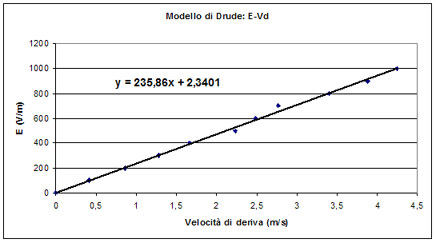 Modello di Drude: E-Vd
1200
1000
800
600
400
200
0
E (V/m)
y = 235,86x + 2,3401
0 0,5 1 1,5 2 2,5 3 3,5 4 4,5
Velocità di deriva (m/s)